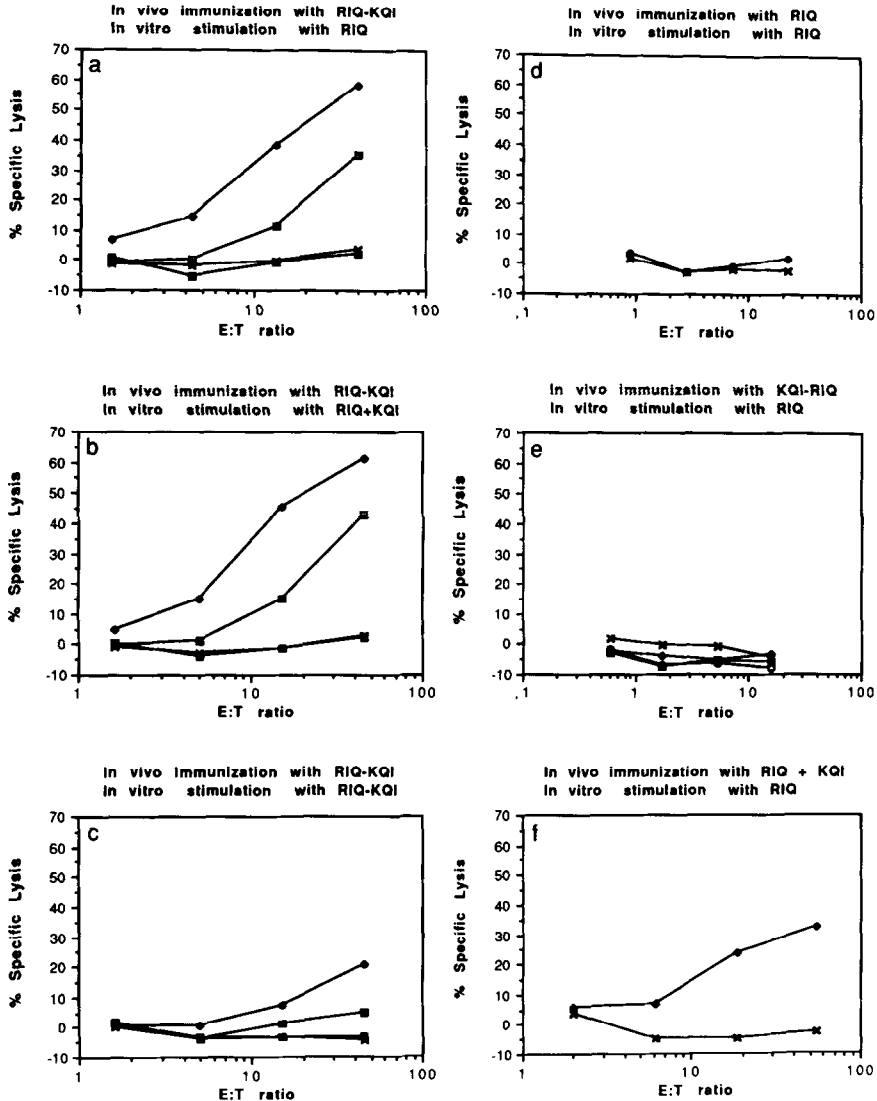 In vivo immunization with RIQ-KQI
In vitro stimulation with RIQ
a
70
60
50
40
30
20
10
0
-10
% Specific Lysis
1
10
100
E:T ratio
In vivo immunization with RIQ
In vitro stimulation with RIQ
d
70
60
50
40
30
20
10
0
-10
% Specific Lysis
,1
1
10
100
E:T ratio
In vivo immunization with RIQ-KQI
In vitro stimulation with RIQ+KQI
b
70
60
50
40
30
20
10
0
-10
% Specific Lysis
1
10
100
E:T ratio
In vivo immunization with KQI-RIQ
In vitro stimulation with RIQ
e
70
60
50
40
30
20
10
0
-10
% Specific Lysis
,1
1
10
100
E:T ratio
In vivo immunization with RIQ-KQI
In vitro stimulation with RIQ-KQI
c
70
60
50
40
30
20
10
0
-10
% Specific Lysis
1
10
100
E:T ratio
In vivo immunization with RIQ + KQI
In vitro stimulation with RIQ
f
70
60
50
40
30
20
10
0
-10
% Specific Lysis
1
10
100
E:T ratio